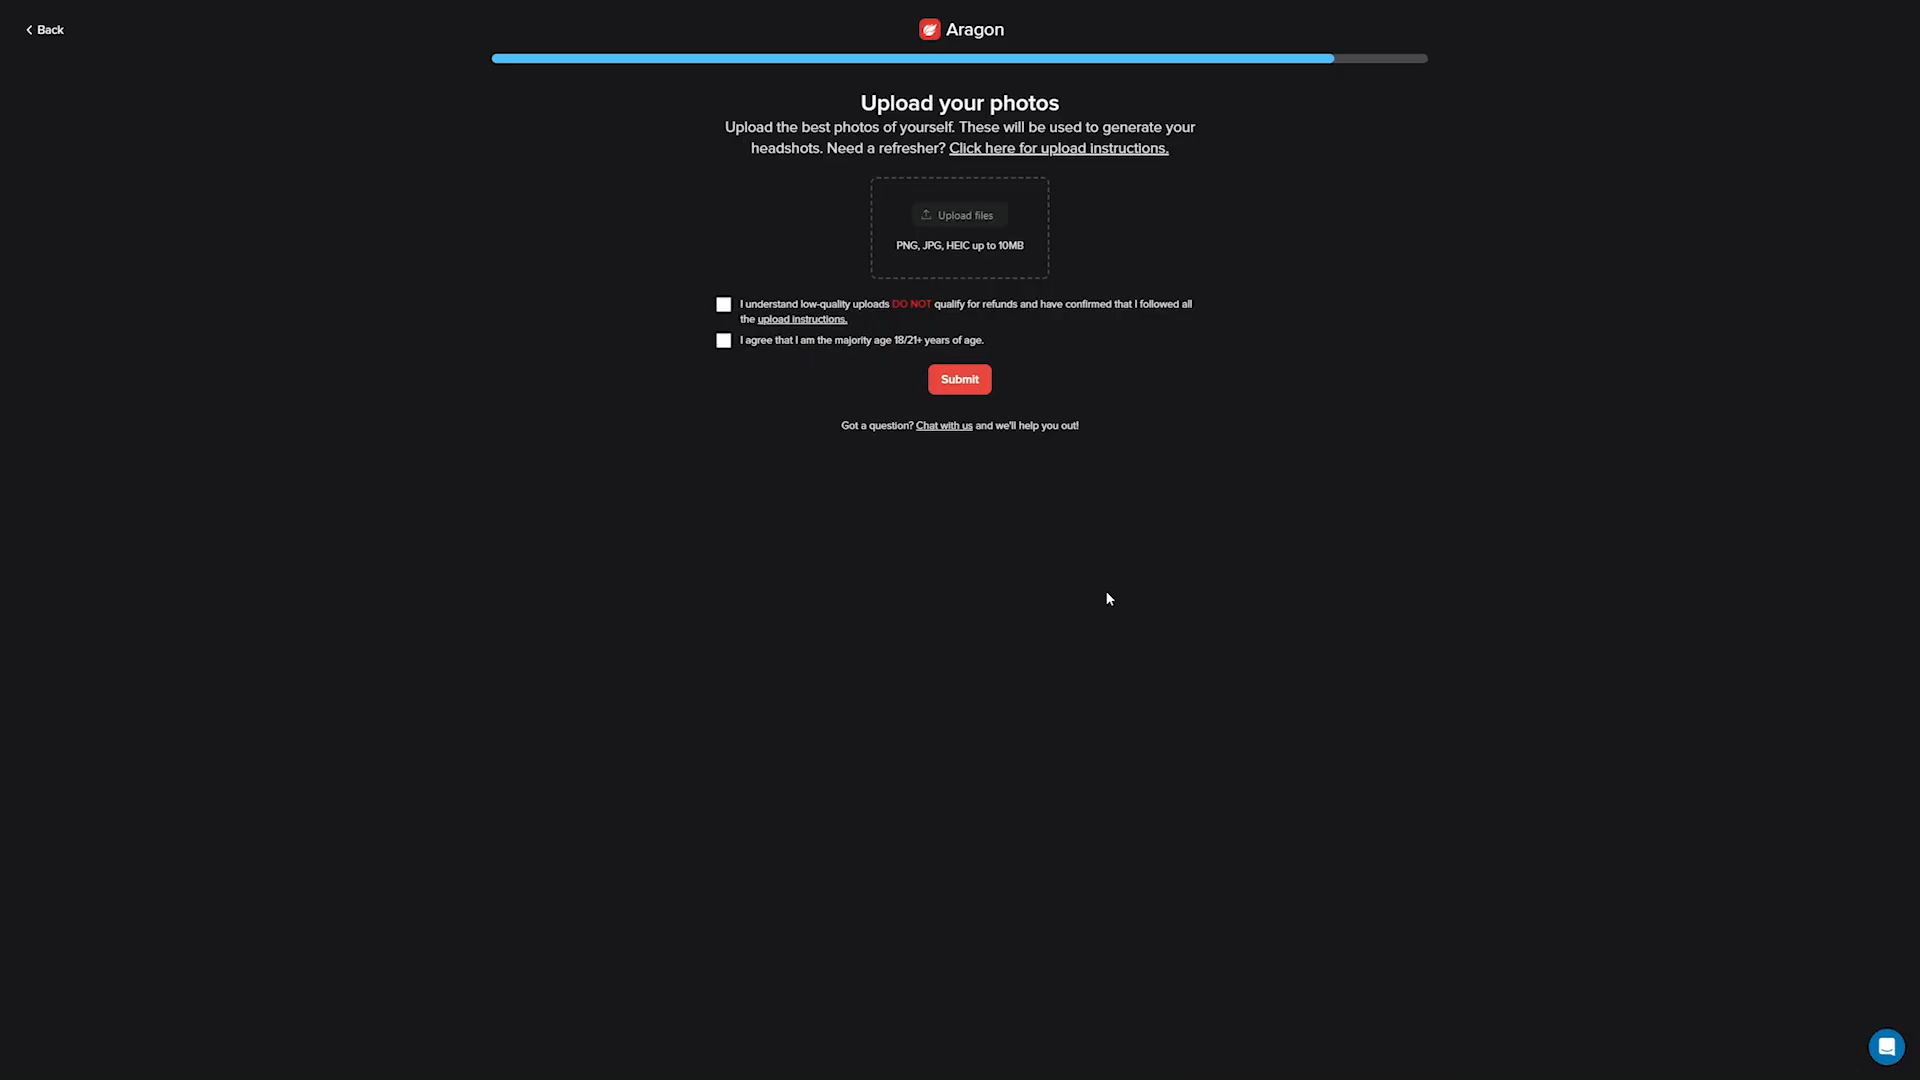 Back
Aragon
Upload your photos
Upload the best photos of yourself. These will be used to generate your
headshots. Need a refresher? Click here for upload instructions.
Upload files
PNG, JPG, HEIC up to 10MB
I understand low-quality uploads DO NOT qualify for refunds and have confirmed that I followed all
the upload instructions.
I agree that I am the majority age 18/21+ years of age.
Submit
Got a question? Chat with us and we'll help you out!